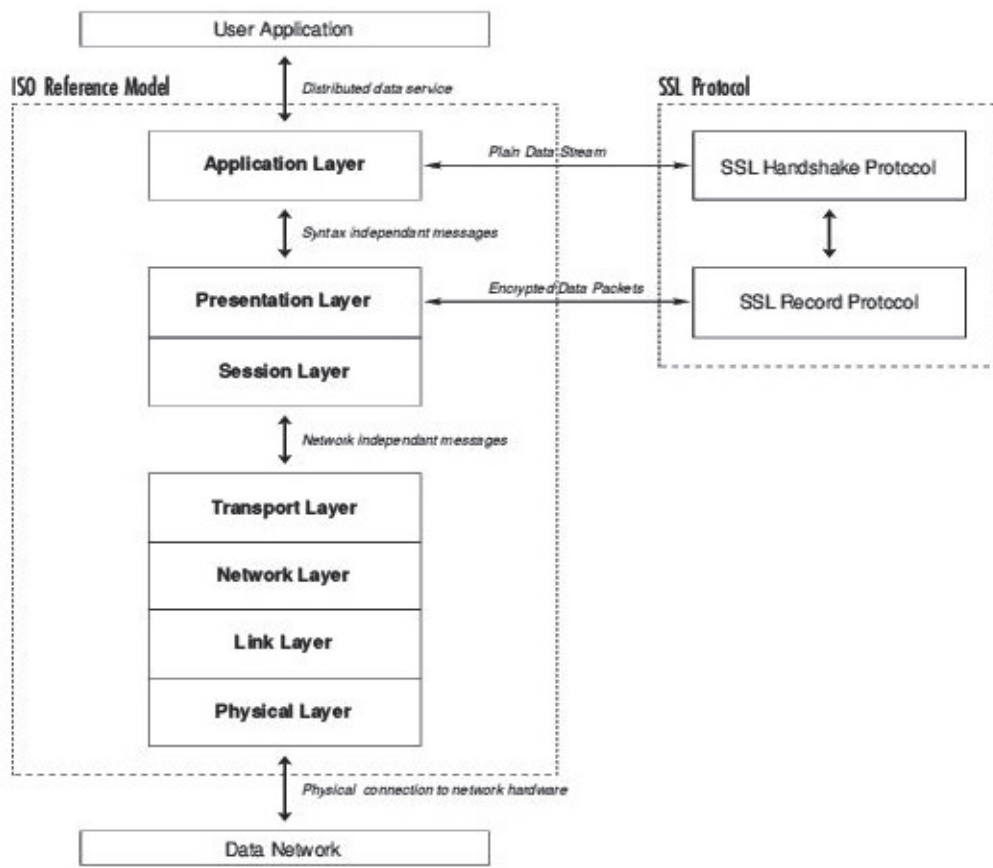 User Application
ISO Reference Model
Distributed data service
SSL Protocol
Application Layer
Plain Data Stream
SSL Handshake Protocol
Syntax independant messages
Presentation Layer
Encrypted Data Packets
SSL Record Protocol
Session Layer
Network independant messages
Transport Layer
Network Layer
Link Layer
Physical Layer
Physical connection to network hardware
Data Network